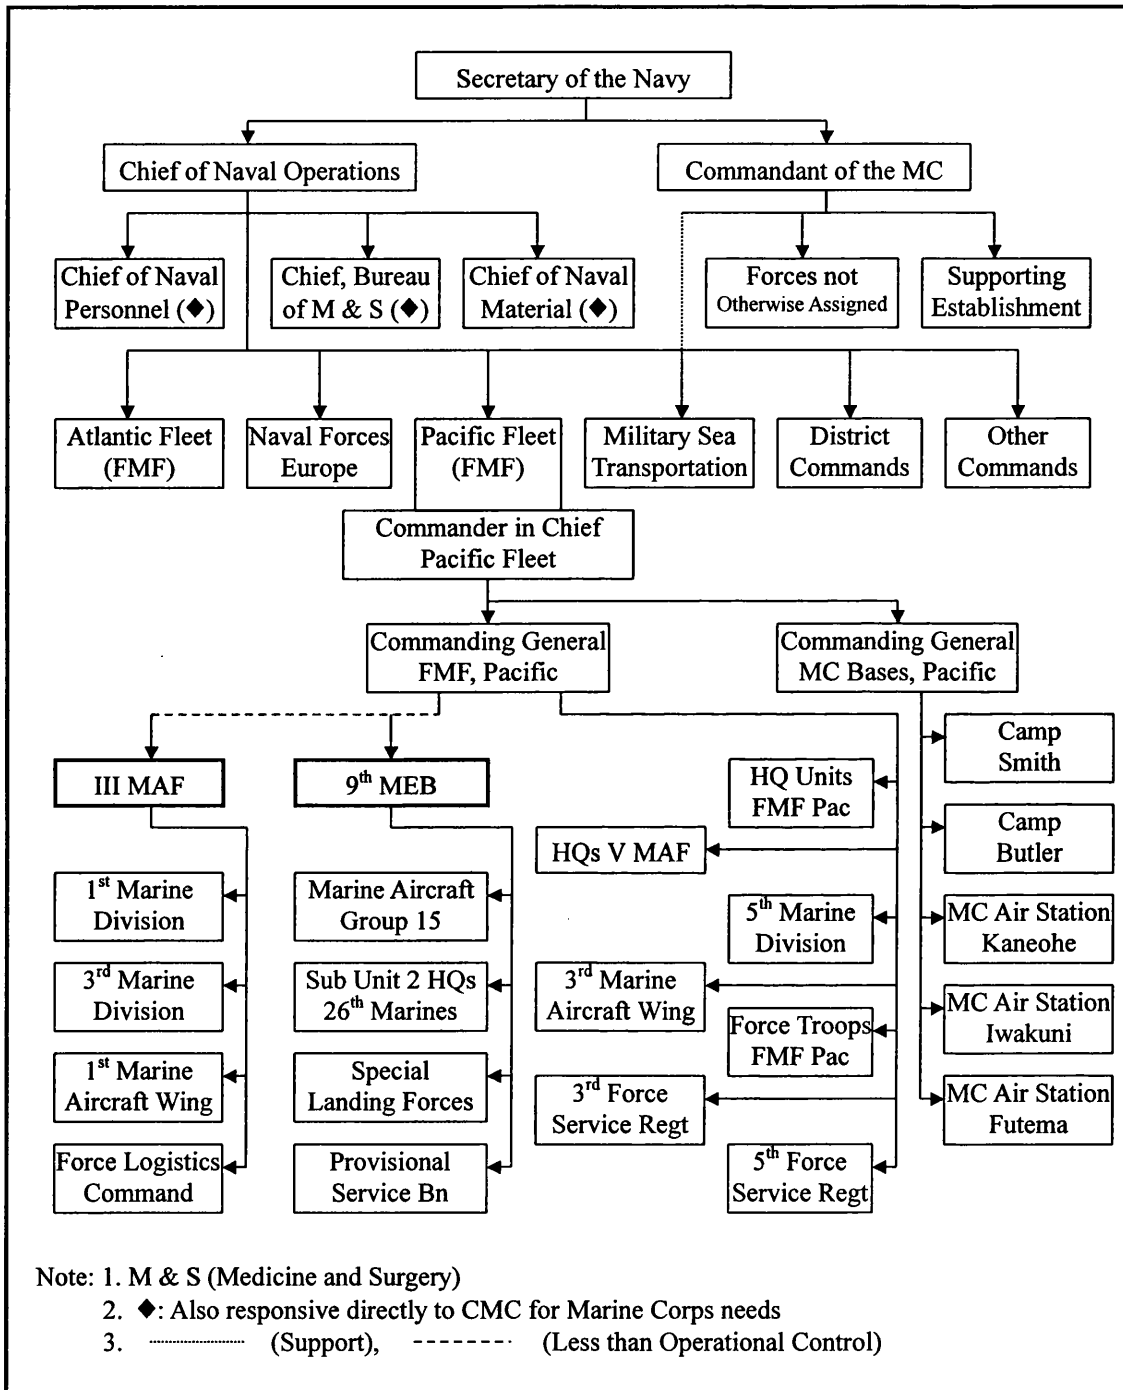 Secretary of the Navy
Chief of Naval Operations
Commandant of the MC
Chief of Naval
Personnel (◆)
Chief, Bureau
of M & S (◆)
Chief of Naval
Material (◆)
Forces not
Otherwise Assigned
Supporting
Establishment
Atlantic Fleet
(FMF)
Naval Forces
Europe
Pacific Fleet
(FMF)
Military Sea
Transportation
District
Commands
Other
Commands
Commander in Chief
Pacific Fleet
Commanding General
FMF, Pacific
Commanding General
MC Bases, Pacific
III MAF
9th MEB
1st Marine
Division
3rd Marine
Division
1st Marine
Aircraft Wing
Force Logistics
Command
Marine Aircraft
Group 15
Sub Unit 2 HQs
26th Marines
Special
Landing Forces
Provisional
Service Bn
HQ Units
FMF Pac
HQs V MAF
5th Marine
Division
3rd Marine
Aircraft Wing
Force Troops
FMF Pac
3rd Force
Service Regt
5th Force
Service Regt
Camp
Smith
Camp
Butler
MC Air Station
Kaneohe
MC Air Station
Iwakuni
MC Air Station
Futema
Note: 1. M & S (Medicine and Surgery)
2. ◆: Also responsive directly to CMC for Marine Corps needs
3. .................. (Support), ---------- (Less than Operational Control)